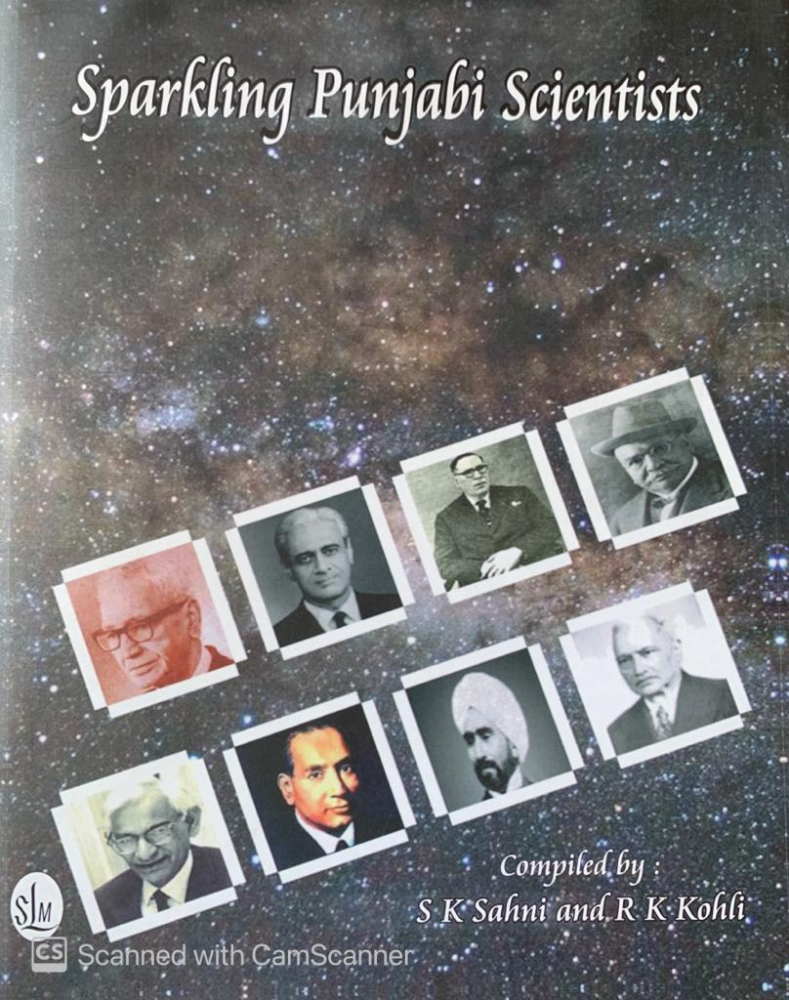 Sparkling Punjabi Scientists
Compiled by :
S K Sahni and R K Kohli
SLM
CS Scanned with CamScanner